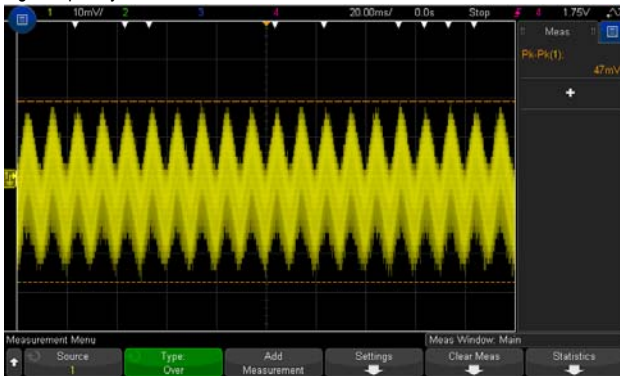 1 10mV/ 2 3 4 20.00ms/ 0.0s Stop 4 1.75V
Meas
Pk-Pk(1):
47mV
Measurement Menu
Meas Window: Main
Source
1
Type:
Over
Add
Measurement
Settings
Clear Meas
Statistics